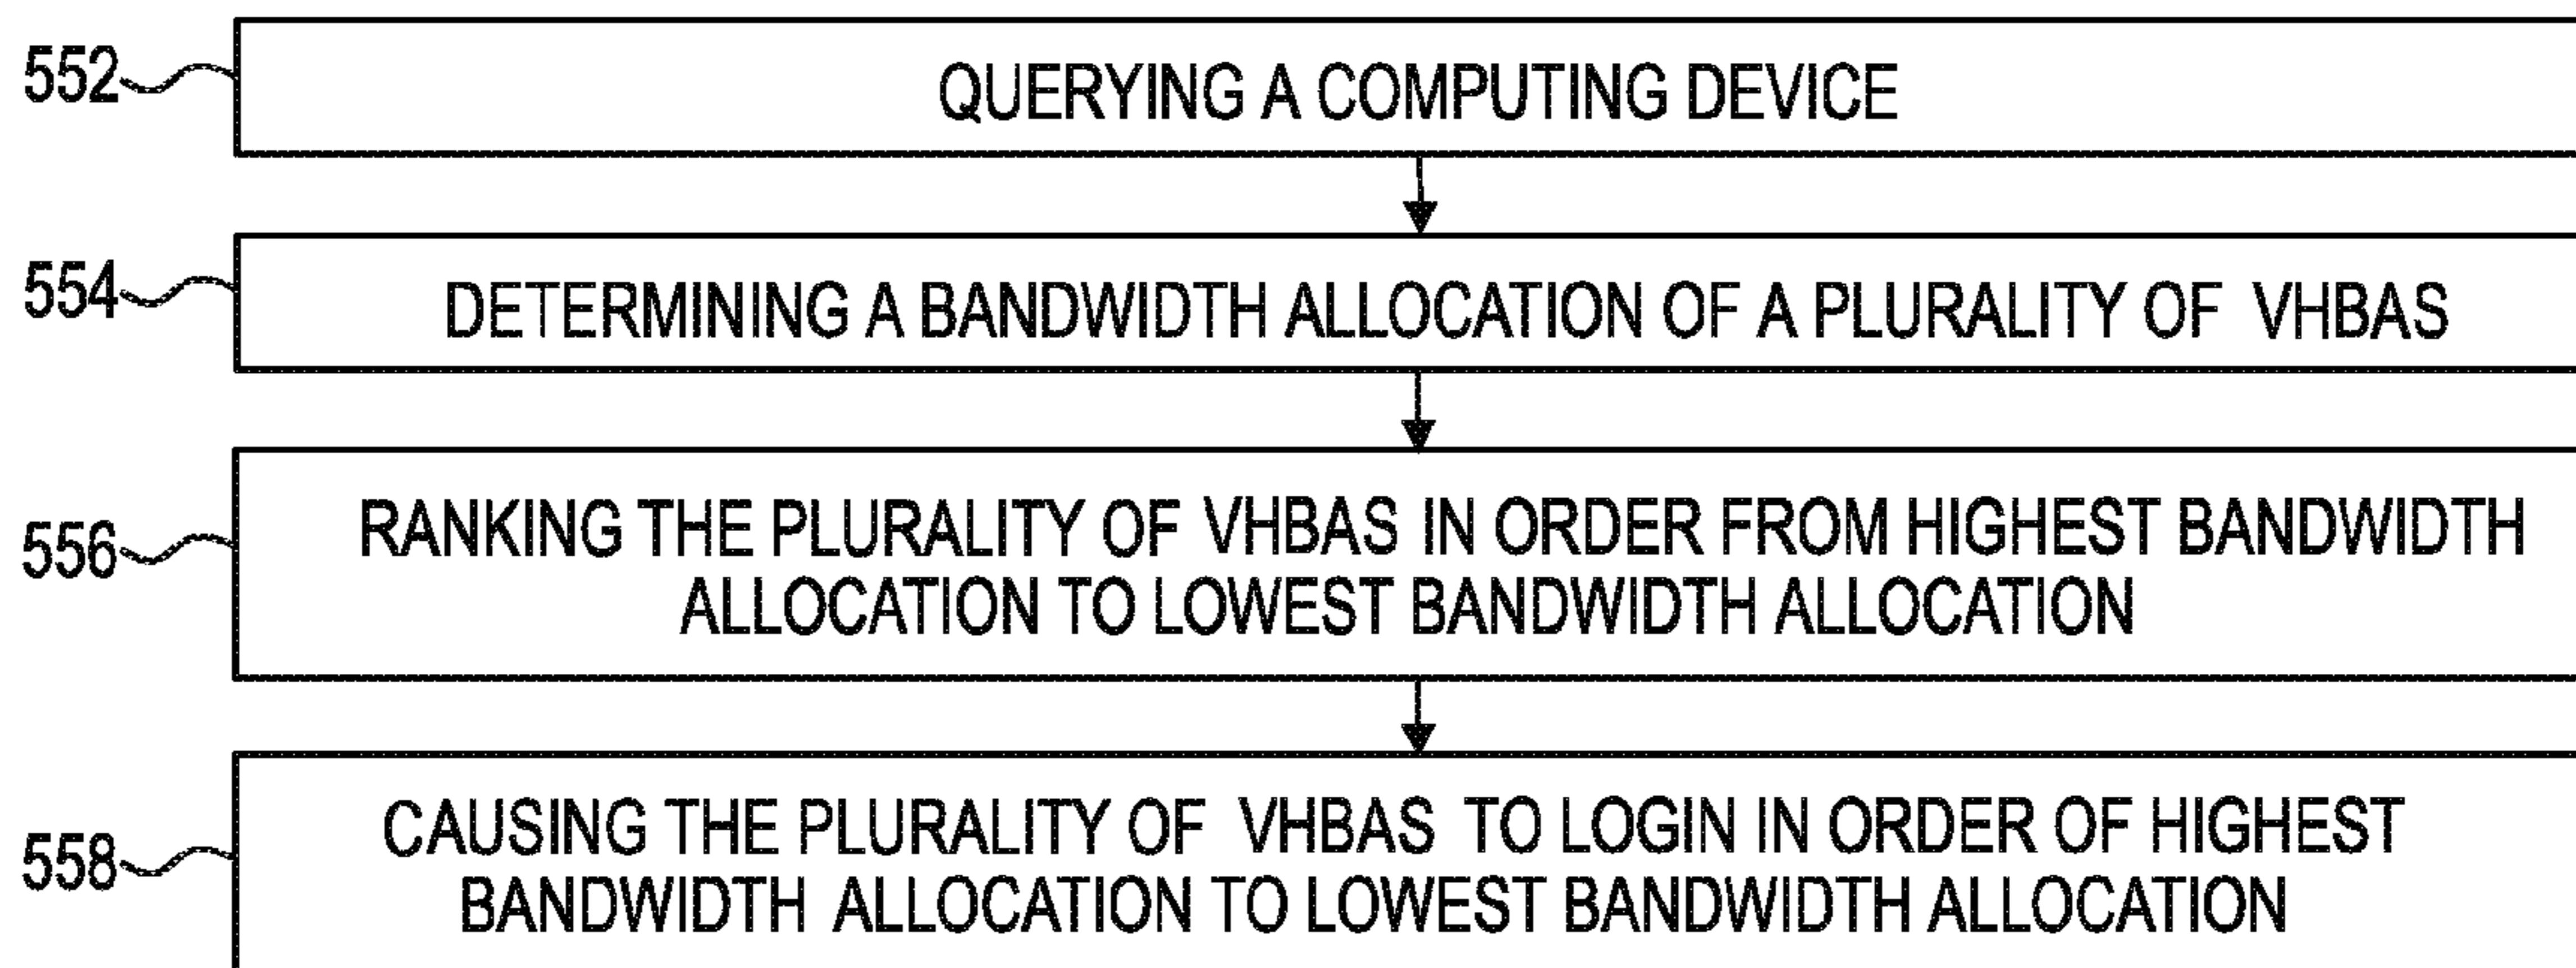 552
QUERYING A COMPUTING DEVICE
554
DETERMINING A BANDWIDTH ALLOCATION OF A PLURALITY OF VHBAS
556
RANKING THE PLURALITY OF VHBAS IN ORDER FROM HIGHEST BANDWIDTH
ALLOCATION TO LOWEST BANDWIDTH ALLOCATION
558
CAUSING THE PLURALITY OF VHBAS TO LOGIN IN ORDER OF HIGHEST
BANDWIDTH ALLOCATION TO LOWEST BANDWIDTH ALLOCATION